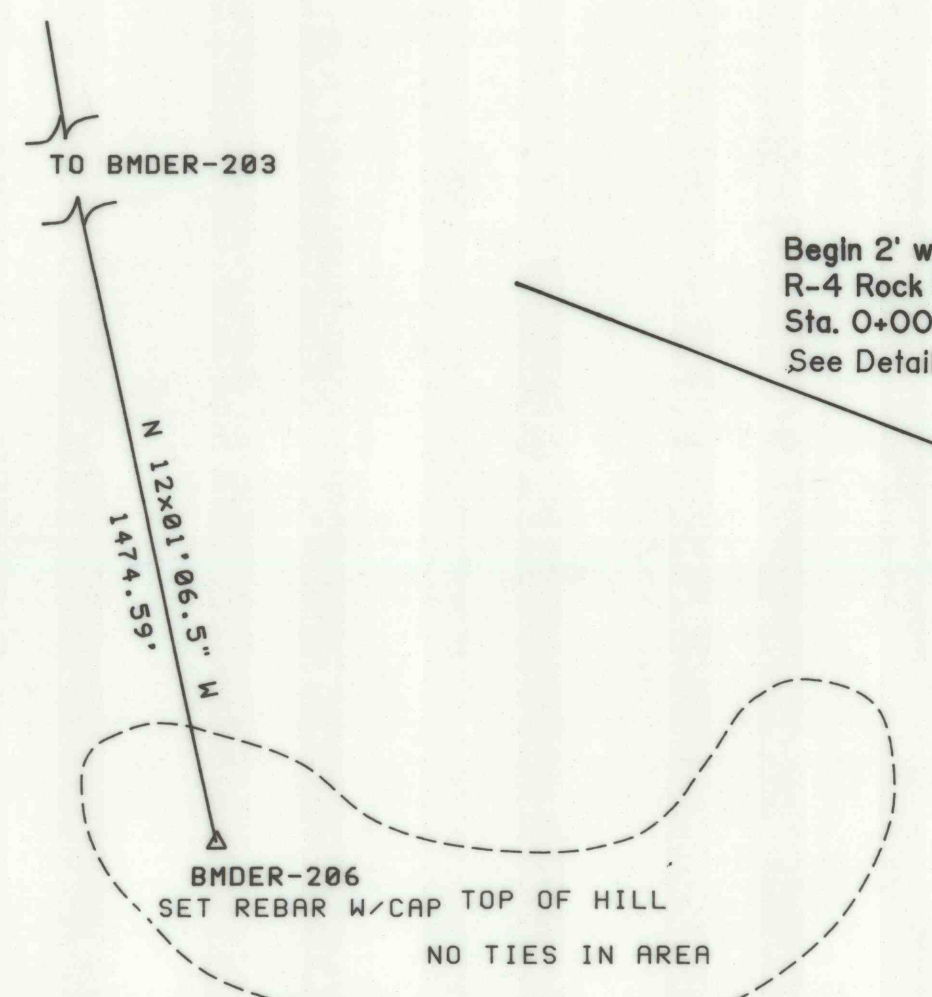 TO BMDER-203
Begin 2'
R-4 Rock
Sta. 0+00
See Detail
N 12x01'06.5" W
1474.59'
BMDER-206
SET REBAR W/CAP
TOP OF HILL
NO TIES IN AREA